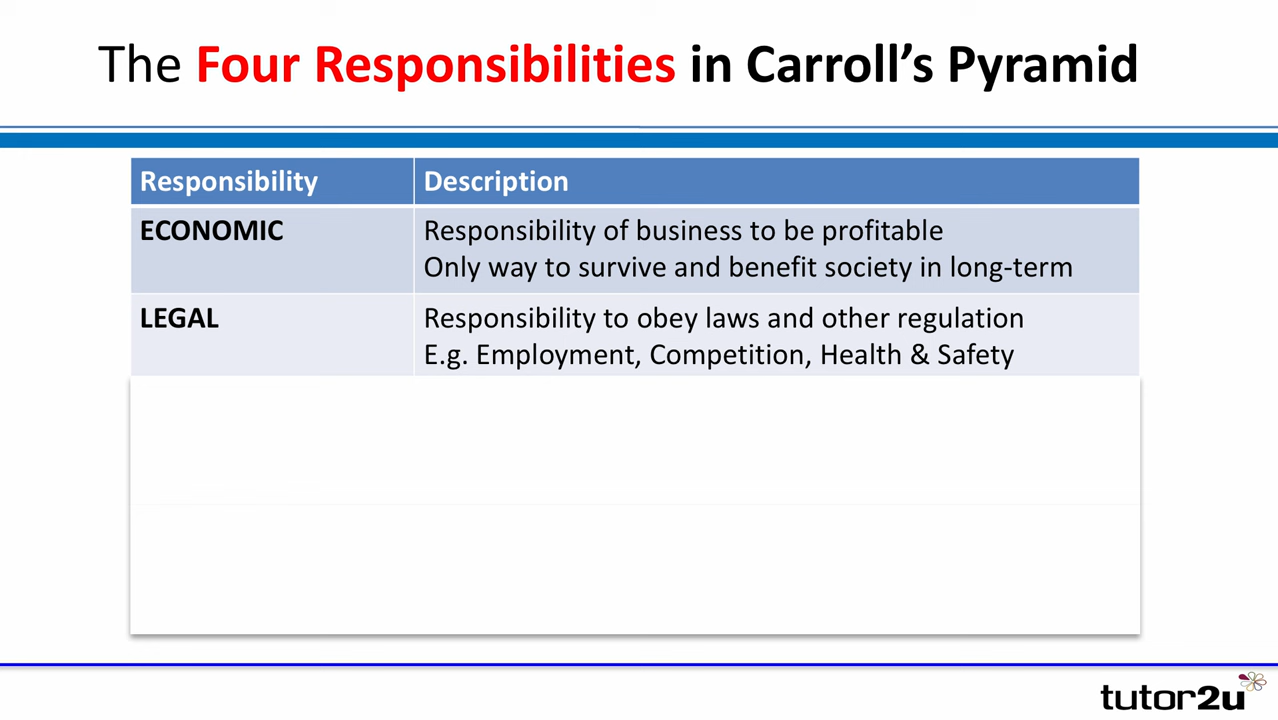 The Four Responsibilities in Carroll’s Pyramid
Responsibility Description
ECONOMIC Responsibility of business to be profitable
Only way to survive and benefit society in long-term
LEGAL Responsibility to obey laws and other regulation
E.g. Employment, Competition, Health & Safety
tutor2u